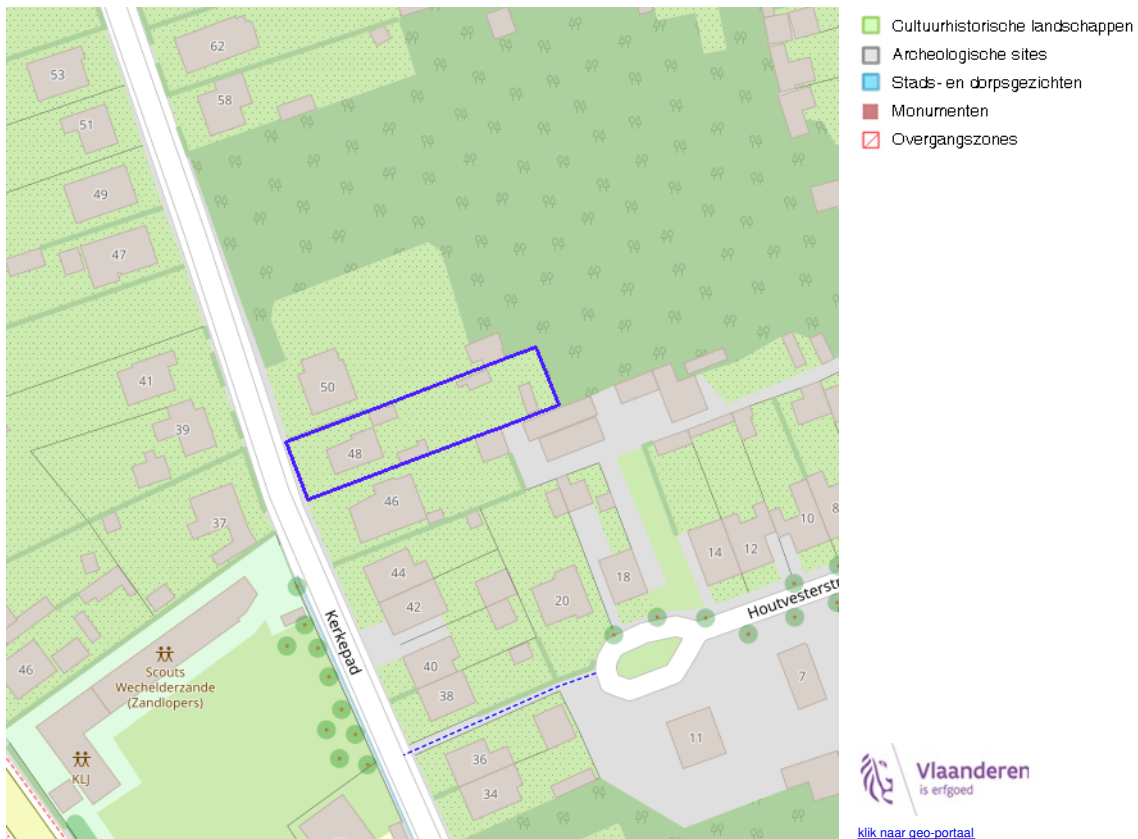 62
53
58
51
49
47
41
50
39
48
46
37
44
42
18
14
12
10
8
20
Houtvesterstr
Kerkepad
46
Scouts
Wechelderzande
(Zandlopers)
40
38
7
11
KLJ
36
34
Cultuurhistorische landschappen
Archeologische sites
Stads- en dorpsgezichten
Monumenten
Overgangszones
Vlaanderen
is erfgoed
klik naar geo-portaal